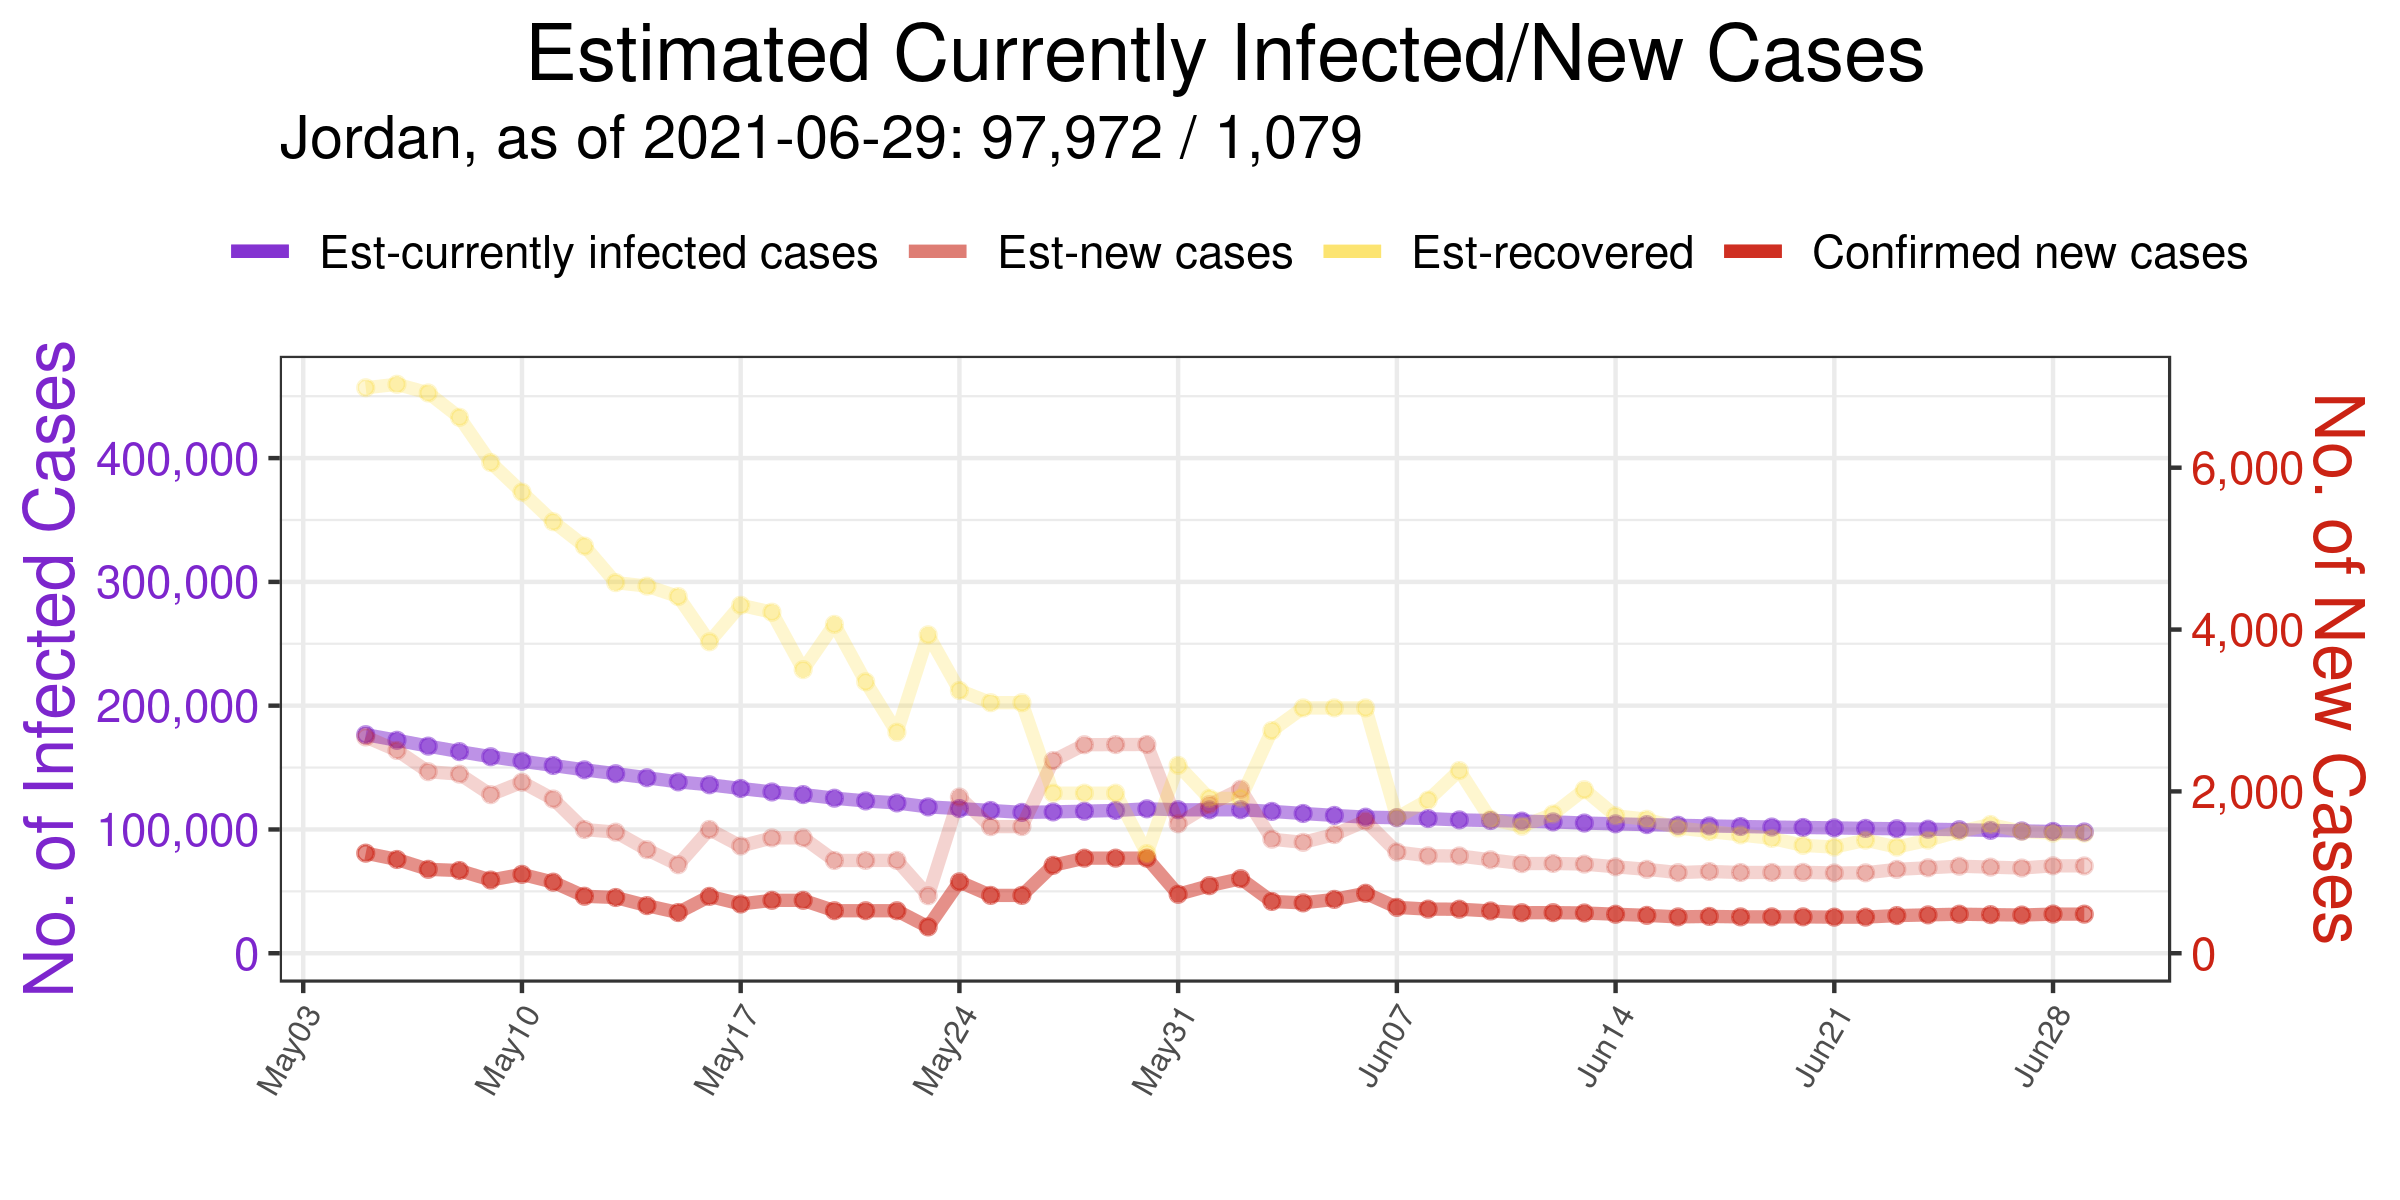 Estimated Currently Infected/New Cases
Jordan, as of 2021-06-29: 97,972 / 1,079
Est-currently infected cases Est-new cases Est-recovered Confirmed new cases
No. of Infected Cases
400,000
300,000
200,000
100,000
0
6,000
4,000
2,000
0
No. of New Cases
May03 May10 May17 May24 May31 Jun07 Jun14 Jun21 Jun28